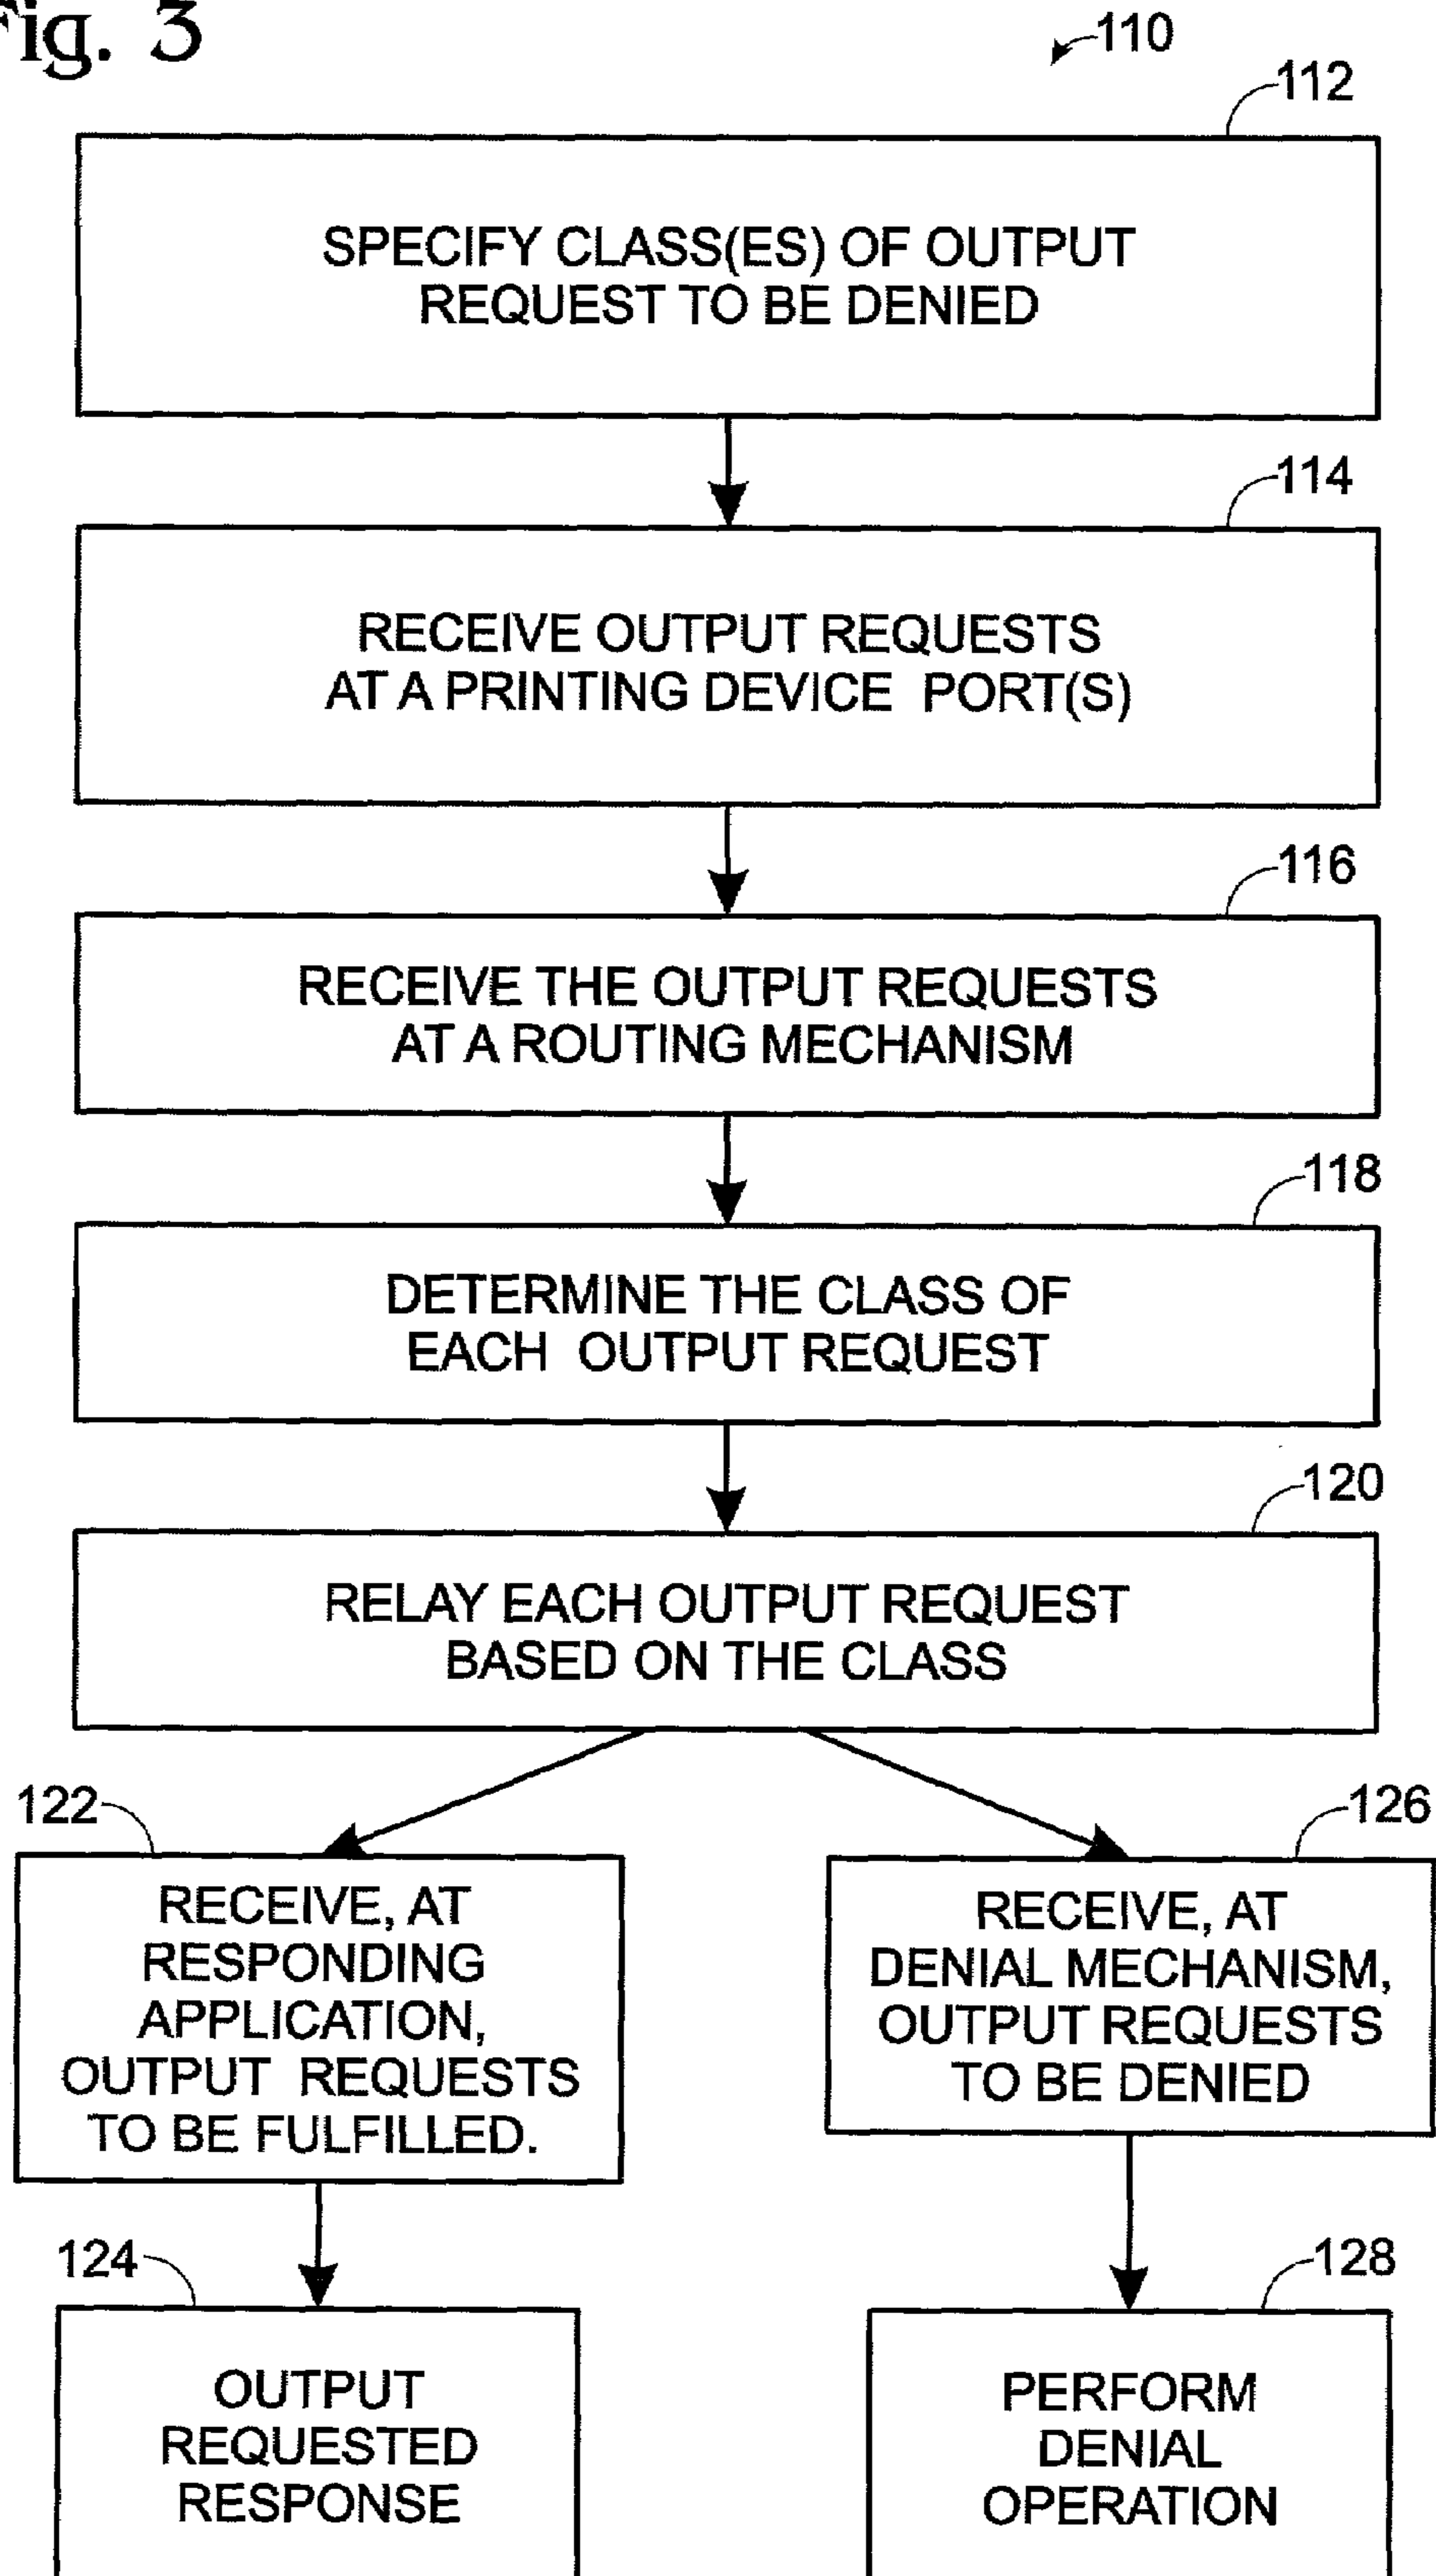 Fig. 3
110
112
SPECIFY CLASS(ES) OF OUTPUT
REQUEST TO BE DENIED
114
RECEIVE OUTPUT REQUESTS
AT A PRINTING DEVICE PORT(S)
116
RECEIVE THE OUTPUT REQUESTS
AT A ROUTING MECHANISM
118
DETERMINE THE CLASS OF
EACH OUTPUT REQUEST
120
RELAY EACH OUTPUT REQUEST
BASED ON THE CLASS
122
RECEIVE, AT
RESPONDING
APPLICATION,
OUTPUT REQUESTS
TO BE FULFILLED.
126
RECEIVE, AT
DENIAL MECHANISM,
OUTPUT REQUESTS
TO BE DENIED
124
OUTPUT
REQUESTED
RESPONSE
128
PERFORM
DENIAL
OPERATION